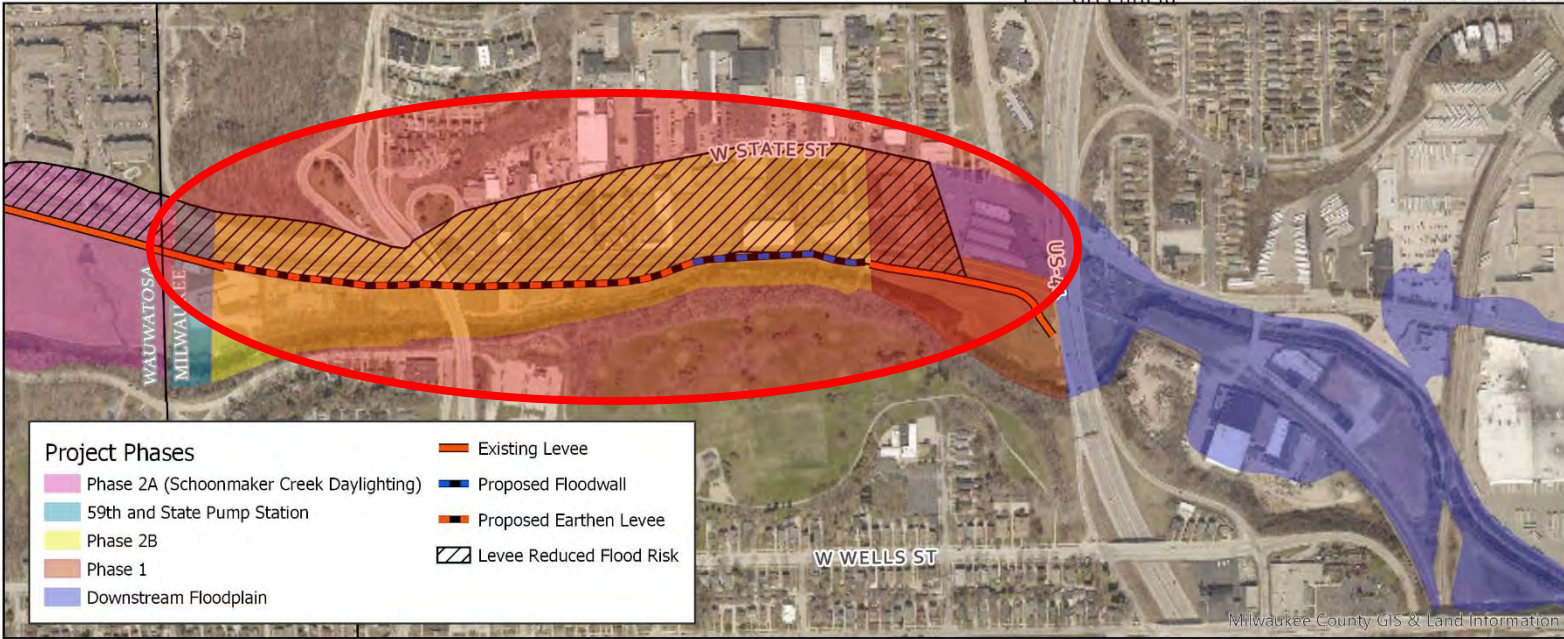 W STATE ST
US-4
WAUWATOSA
MILWAUKEE
Project Phases
Phase 2A (Schoonmaker Creek Daylighting)
59th and State Pump Station
Phase 2B
Phase 1
Downstream Floodplain
Existing Levee
Proposed Floodwall
Proposed Earthen Levee
Levee Reduced Flood Risk
W WELLS ST
Milwaukee County GIS & Land Information